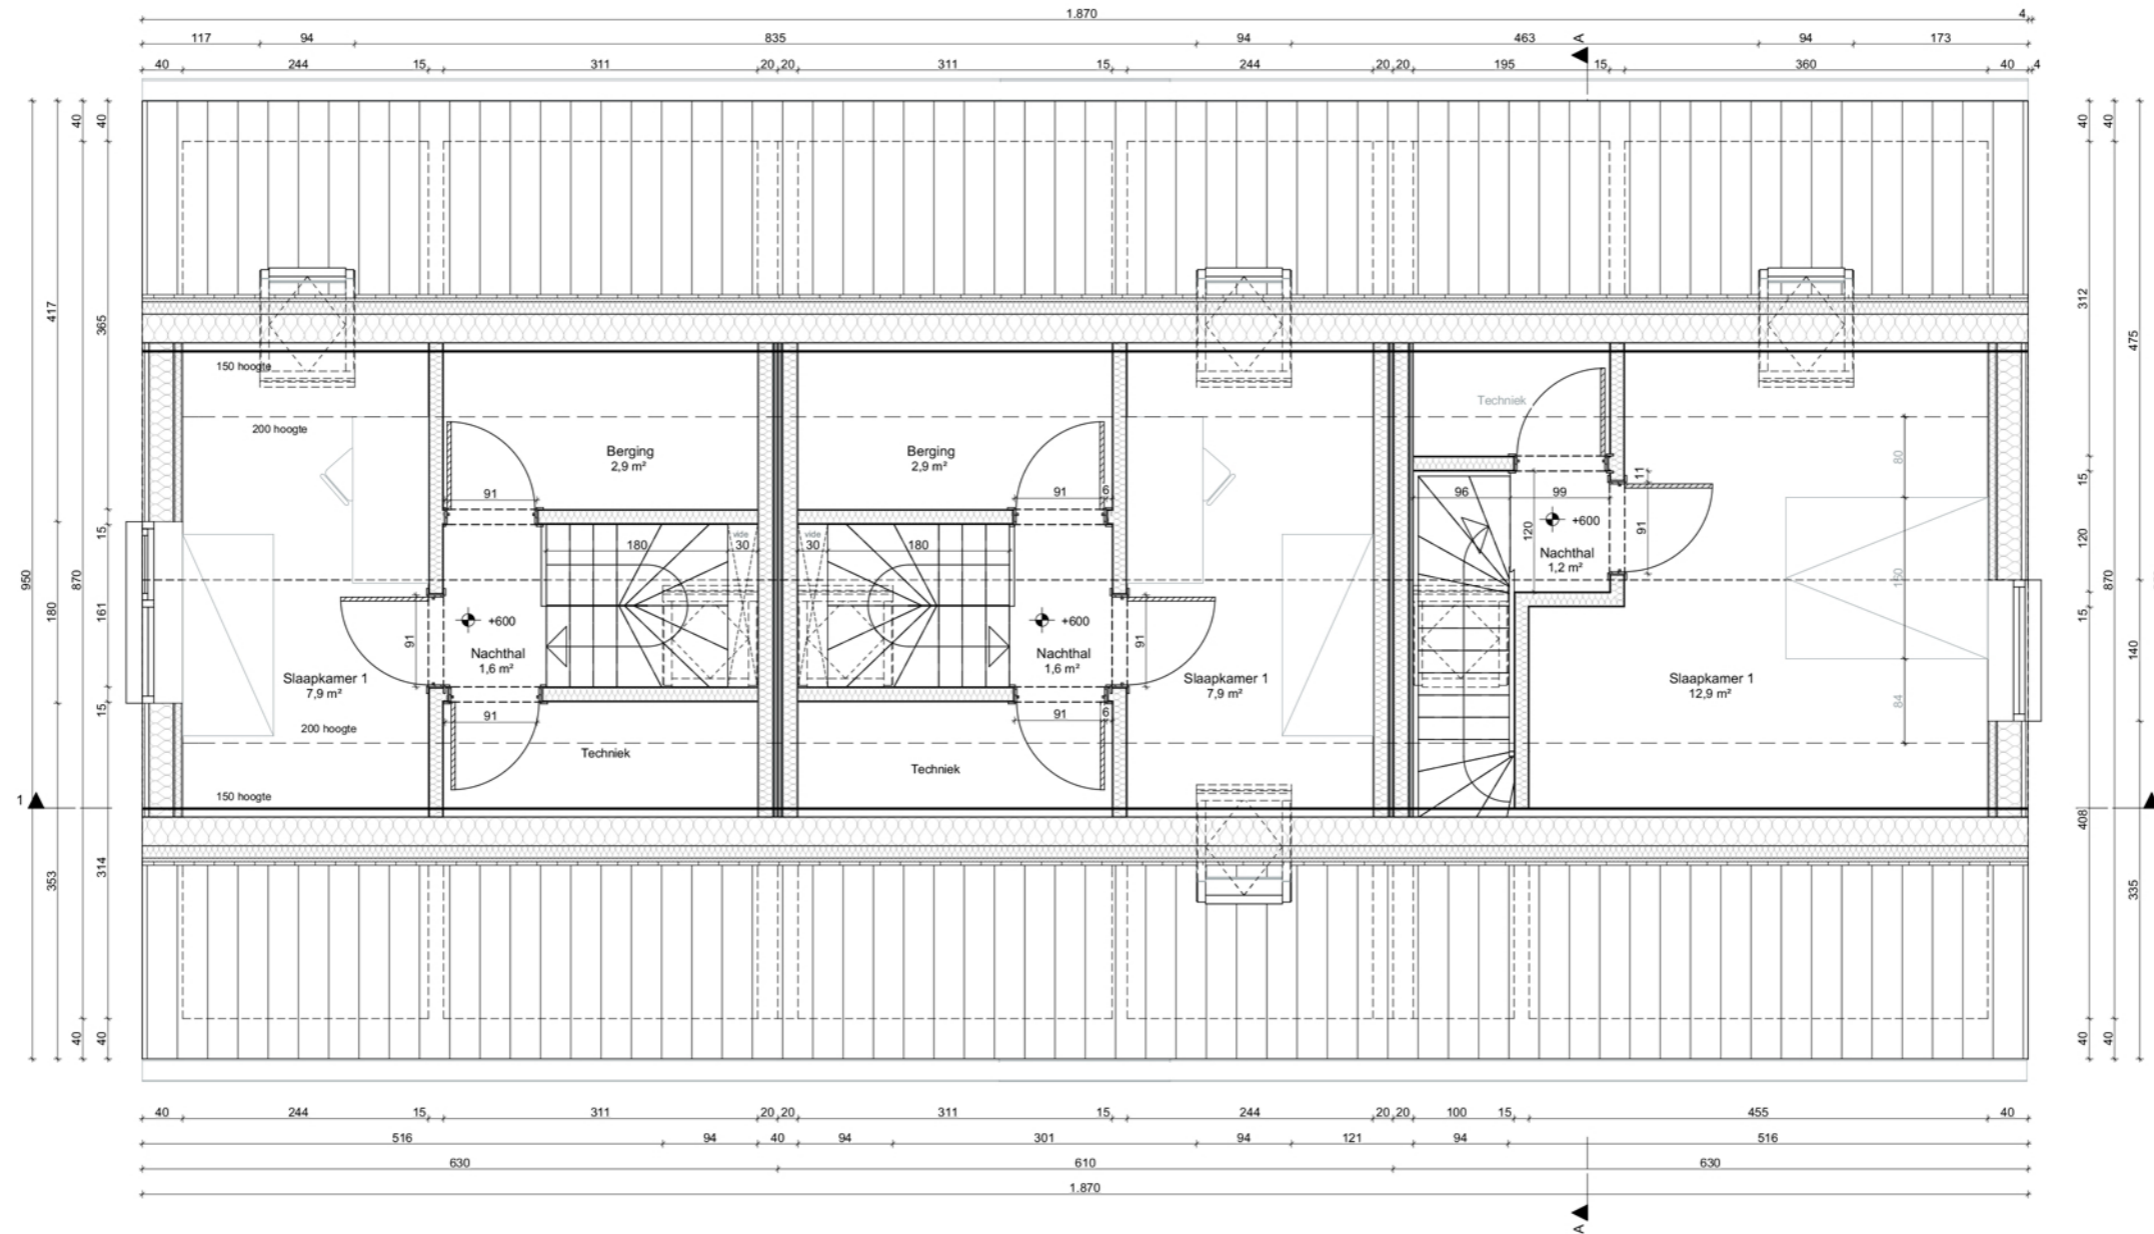 1.870 4
117 94 835 94 463 A 94 173
40 244 15 311 20 20 311 15 244 20 20 195 15 360 40 4
40 40 40 40
417 365 312 475
150 hoogte
200 hoogte
Techniek
Berging
2,9 m²
Berging
2,9 m²
80
11
91 91 6 96 99 15
15 +600 91 120
vide vide
180 30 30 180
120
Nachthal
1,2 m²
950 180 870 161 150 870
91 +600 +600 91 15
Nachthal
1,6 m²
Nachthal
1,6 m²
140
Slaapkamer 1
7,9 m²
Slaapkamer 1
7,9 m²
Slaapkamer 1
12,9 m²
15 91 91 6 84
200 hoogte
Techniek
Techniek
150 hoogte
1
408
353 314 335
40 40 40 40
40 244 15 311 20 20 311 15 244 20 20 100 15 455 40
516 94 40 94 301 94 121 94 516
630 610 630
1.870
A